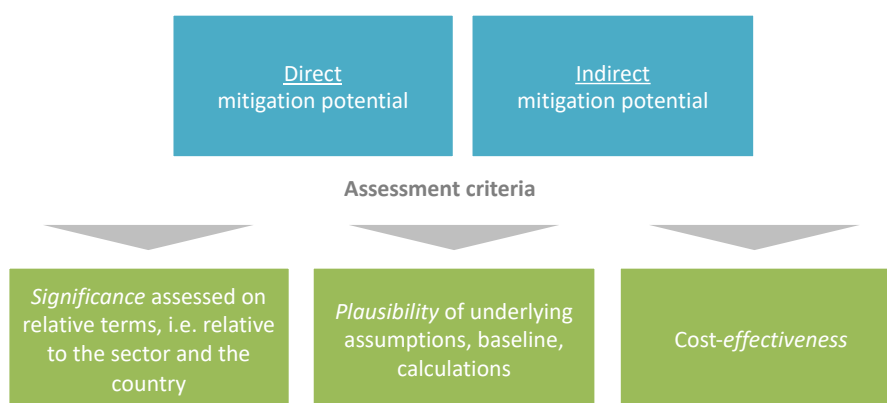 Direct
mitigation potential
Indirect
mitigation potential
Assessment criteria
Significance assessed on
relative terms, i.e. relative
to the sector and the
country
Plausibility of underlying
assumptions, baseline,
calculations
Cost-effectiveness